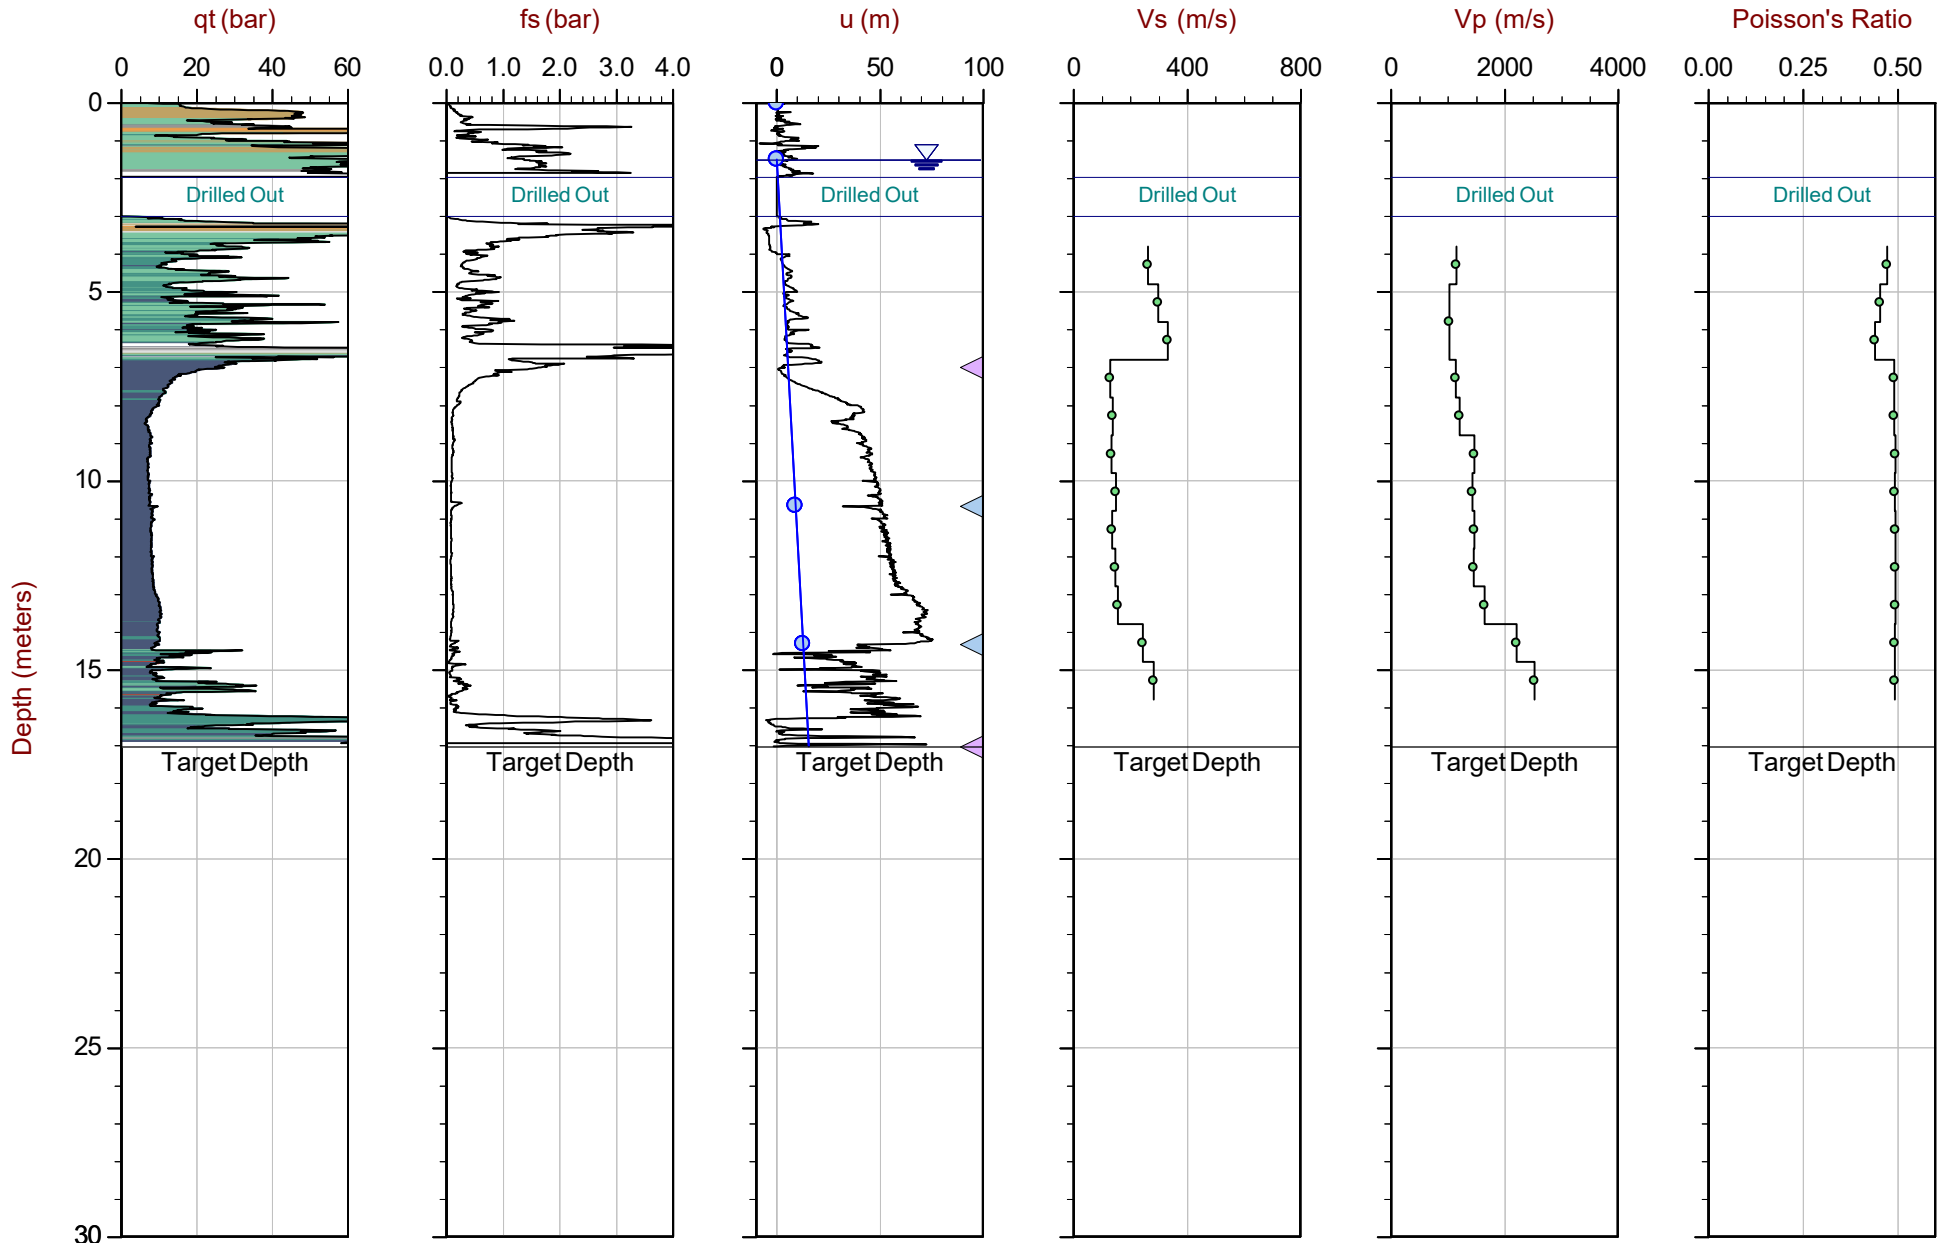 qt (bar) fs (bar) u (m) Vs (m/s) Vp (m/s) Poisson's Ratio
0 20 40 60 0.0 1.0 2.0 3.0 4.0 0 50 100 0 400 800 0 2000 4000 0.00 0.25 0.50
0
Drilled Out Drilled Out Drilled Out Drilled Out Drilled Out Drilled Out
5
10
Depth (meters)
15
Target Depth Target Depth Target Depth Target Depth Target Depth Target Depth
20
25
30